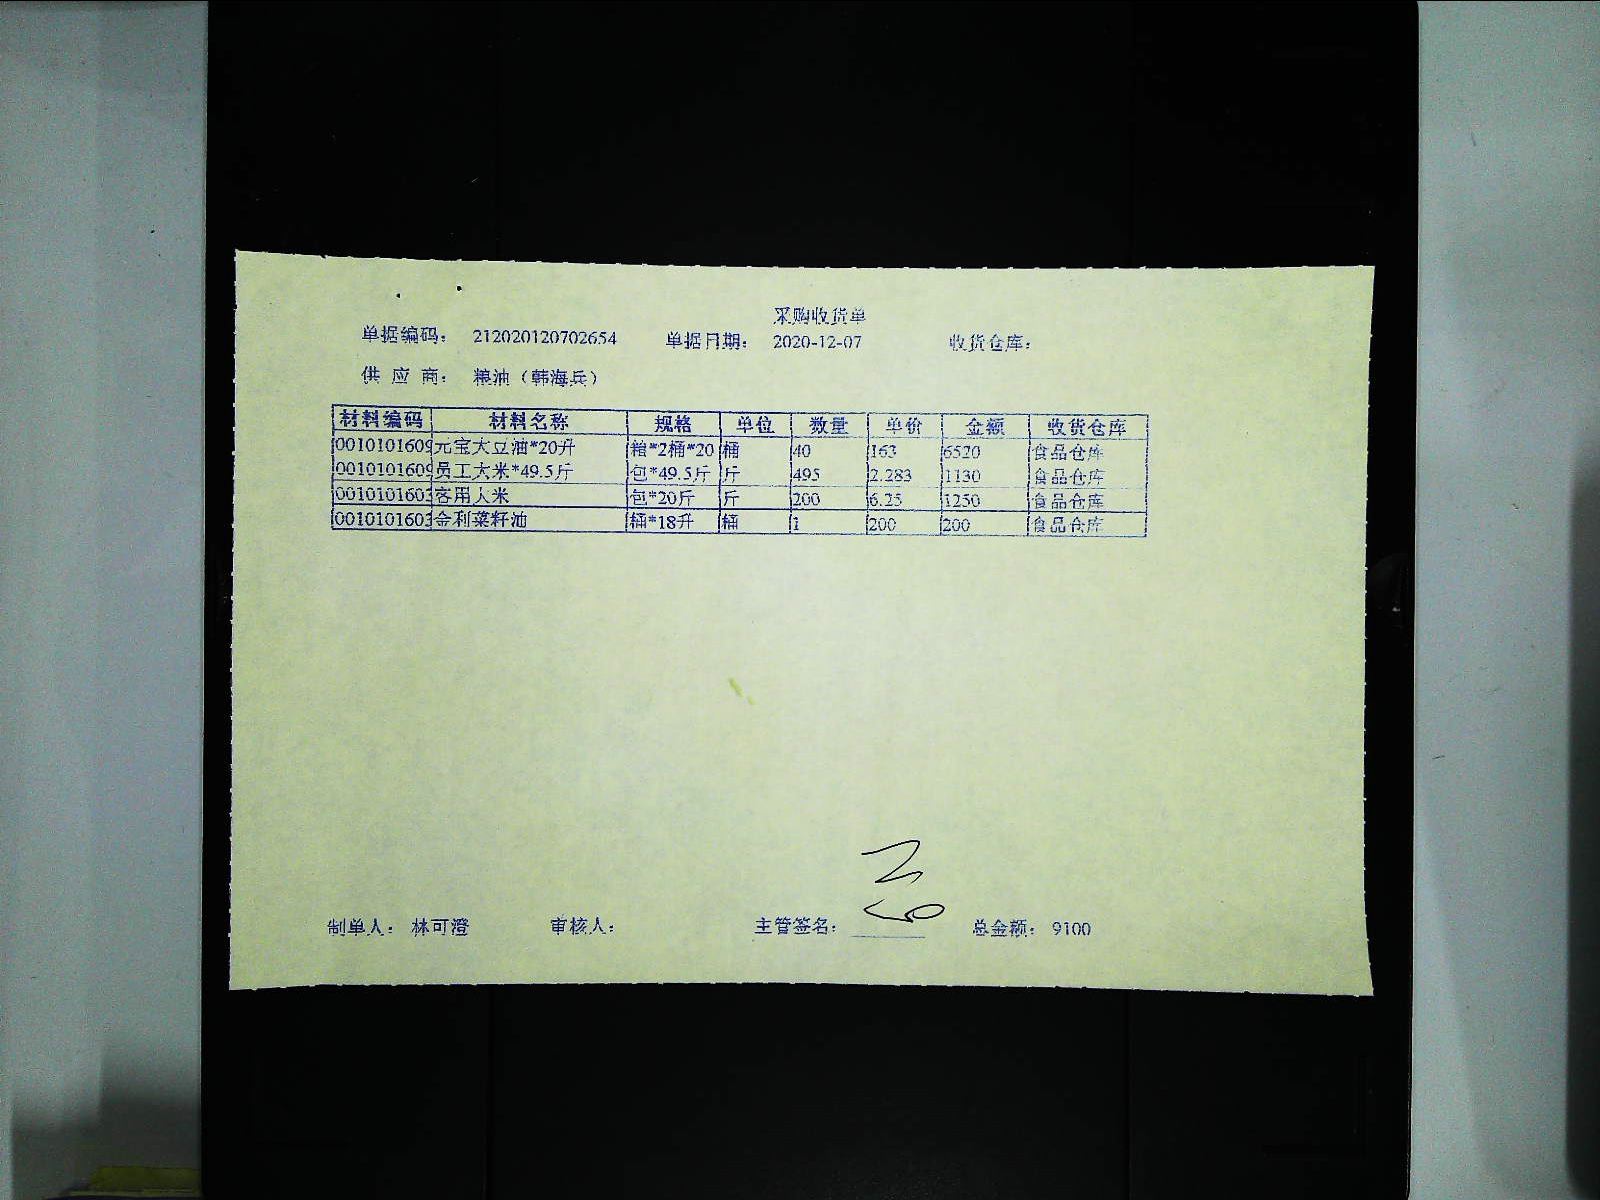 采购收货单
单据编码： 212020120702654 单据日期： 2020-12-07 收货仓库：
供 应 商： 粮油（韩海兵）
材料编码 材料名称 规格 单位 数量 单价 金额 收货仓库
0010101609 元宝大豆油*20升 箱*2桶*20 桶 40 163 6520 食品仓库
0010101609 员工大米*49.5斤 包*49.5斤 斤 495 2.283 1130 食品仓库
0010101603 客用大米 包*20斤 斤 200 6.25 1250 食品仓库
0010101603 金利菜籽油 桶*18升 桶 1 200 200 食品仓库
制单人： 林可澄 审核人： 主管签名： 总金额： 9100